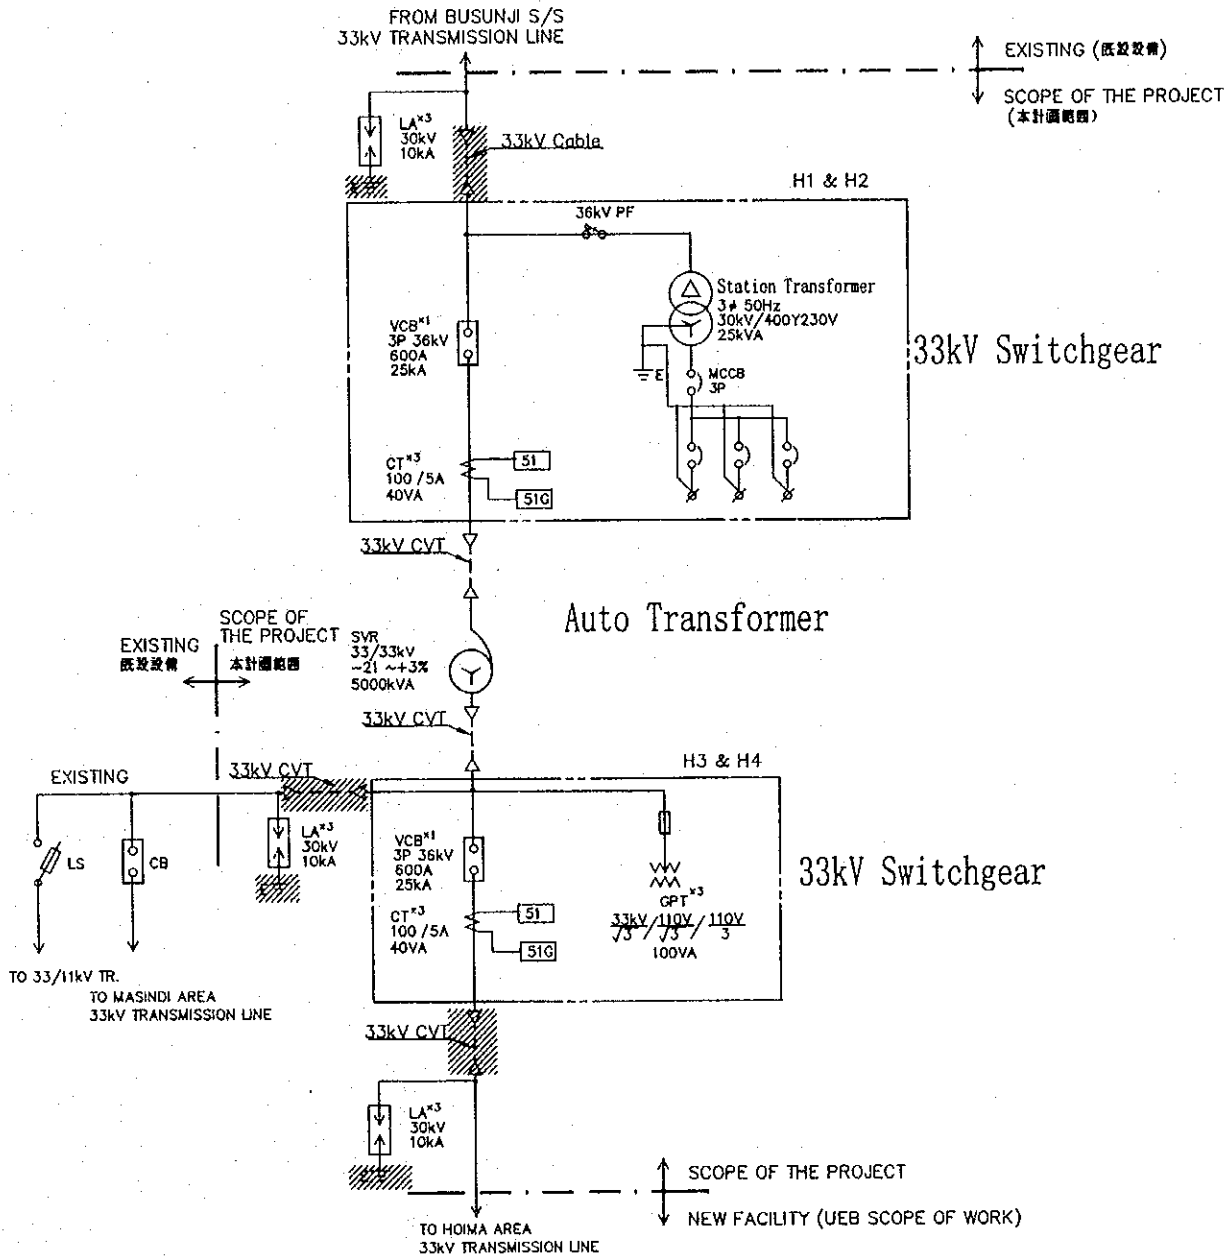 FROM BUSUNJI S/S
33kV TRANSMISSION LINE
EXISTING (既設設備)
SCOPE OF THE PROJECT
(本計画範囲)
LA*3
30kV
10kA
33kV Cable
H1 & H2
36kV PF
Station Transformer
3φ 50Hz
30kV/400Y230V
25kVA
VCB*1
3P 36kV
600A
25kA
33kV Switchgear
E
MCCB
3P
CT*3
100/5A
40VA
51
51G
33kV CVT
Auto Transformer
SCOPE OF
THE PROJECT
本計画範囲
EXISTING
既設設備
SVR
33/33kV
-21 ~+3%
5000kVA
33kV CVT
H3 & H4
EXISTING
33kV CVT
LS
CB
LA*3
30kV
10kA
VCB*1
3P 36kV
600A
25kA
33kV Switchgear
GPT*3
33kV/√3 / 110V/√3 / 110V/3
100VA
CT*3
100/5A
40VA
51
51G
TO 33/11kV TR.
TO MASINDI AREA
33kV TRANSMISSION LINE
33kV CVT
LA*3
30kV
10kA
SCOPE OF THE PROJECT
NEW FACILITY (UEB SCOPE OF WORK)
TO HOIMA AREA
33kV TRANSMISSION LINE